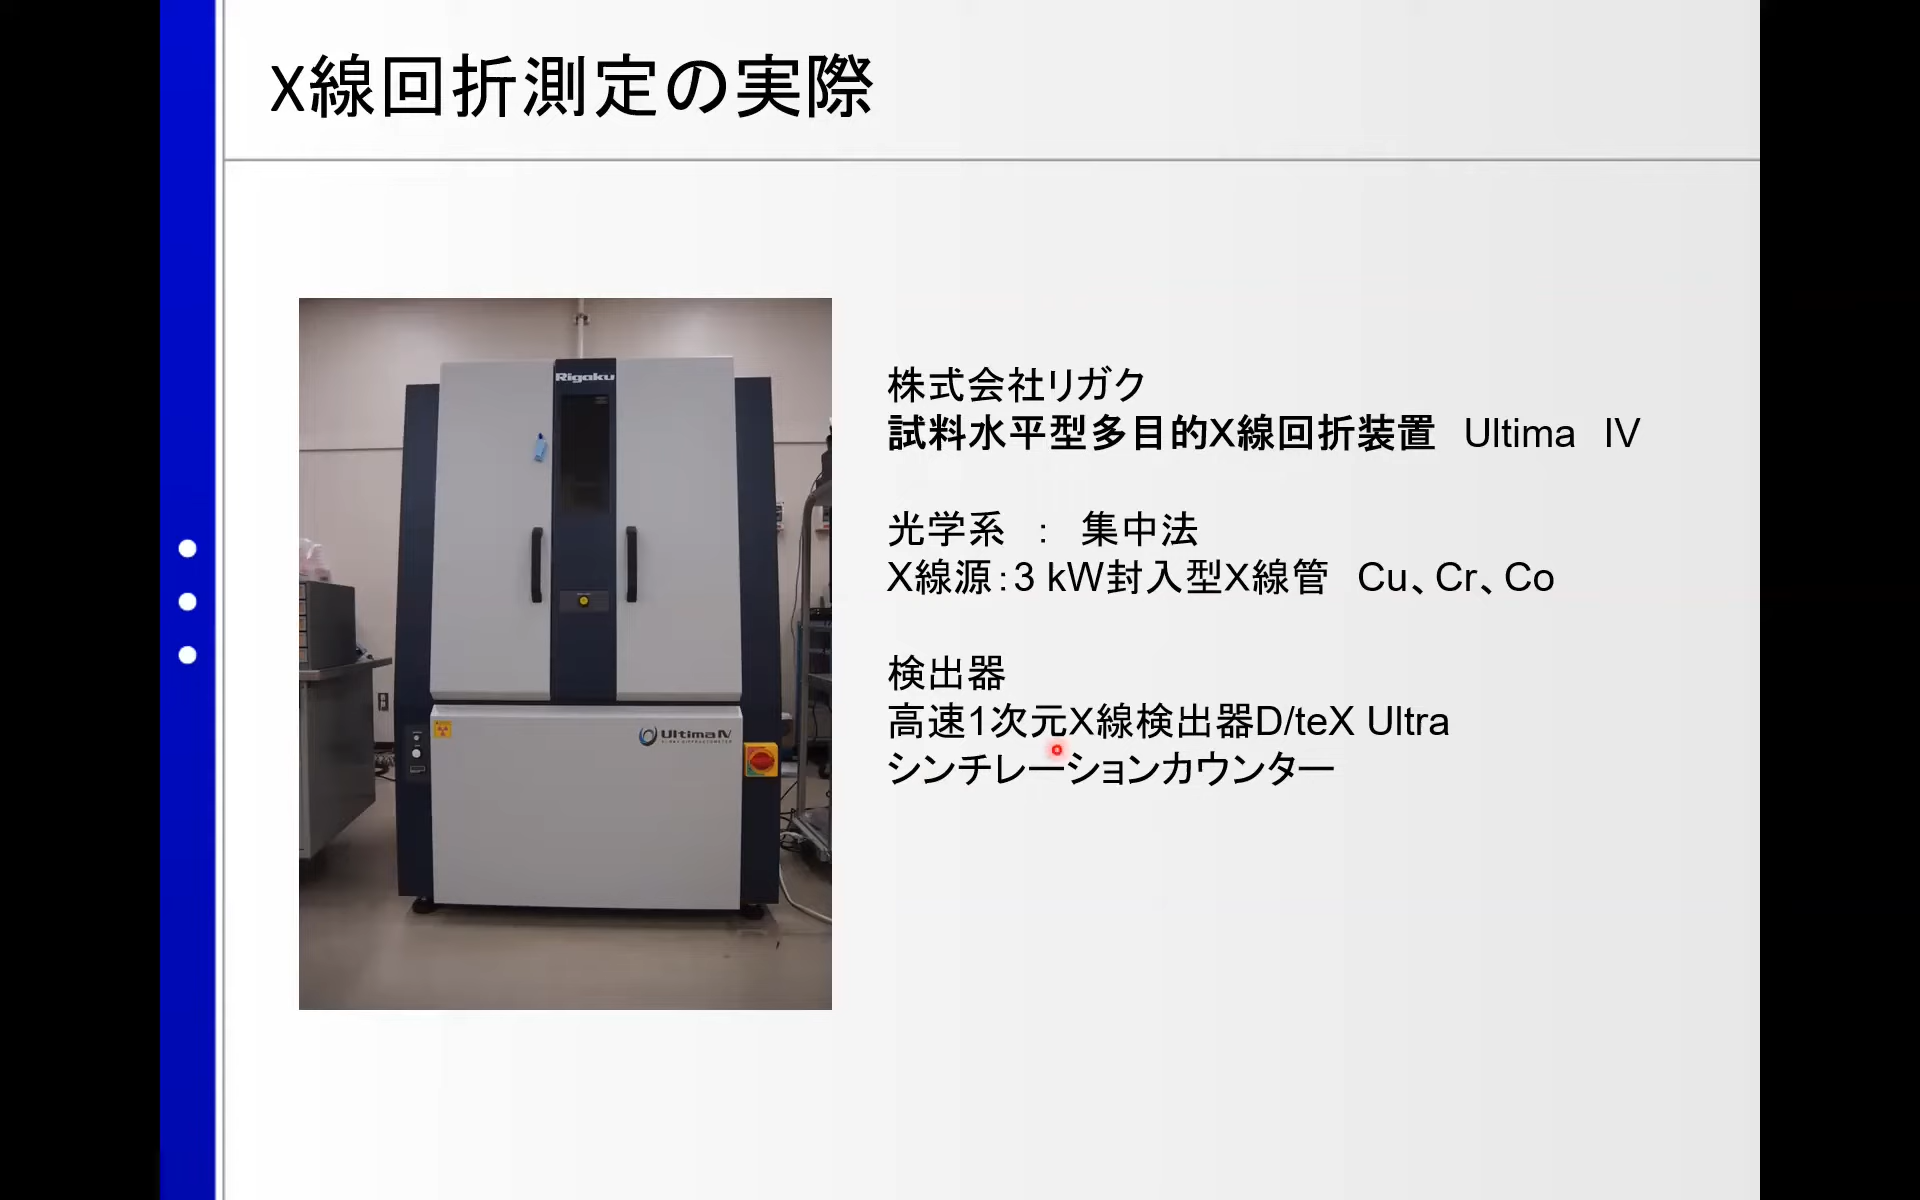 X線回折測定の実際
株式会社リガク
試料水平型多目的X線回折装置　Ultima　IV
光学系　：　集中法
X線源：3 kW封入型X線管　Cu、Cr、Co
検出器
高速1次元X線検出器D/teX Ultra
シンチレーションカウンター
Rigaku
Ultima IV